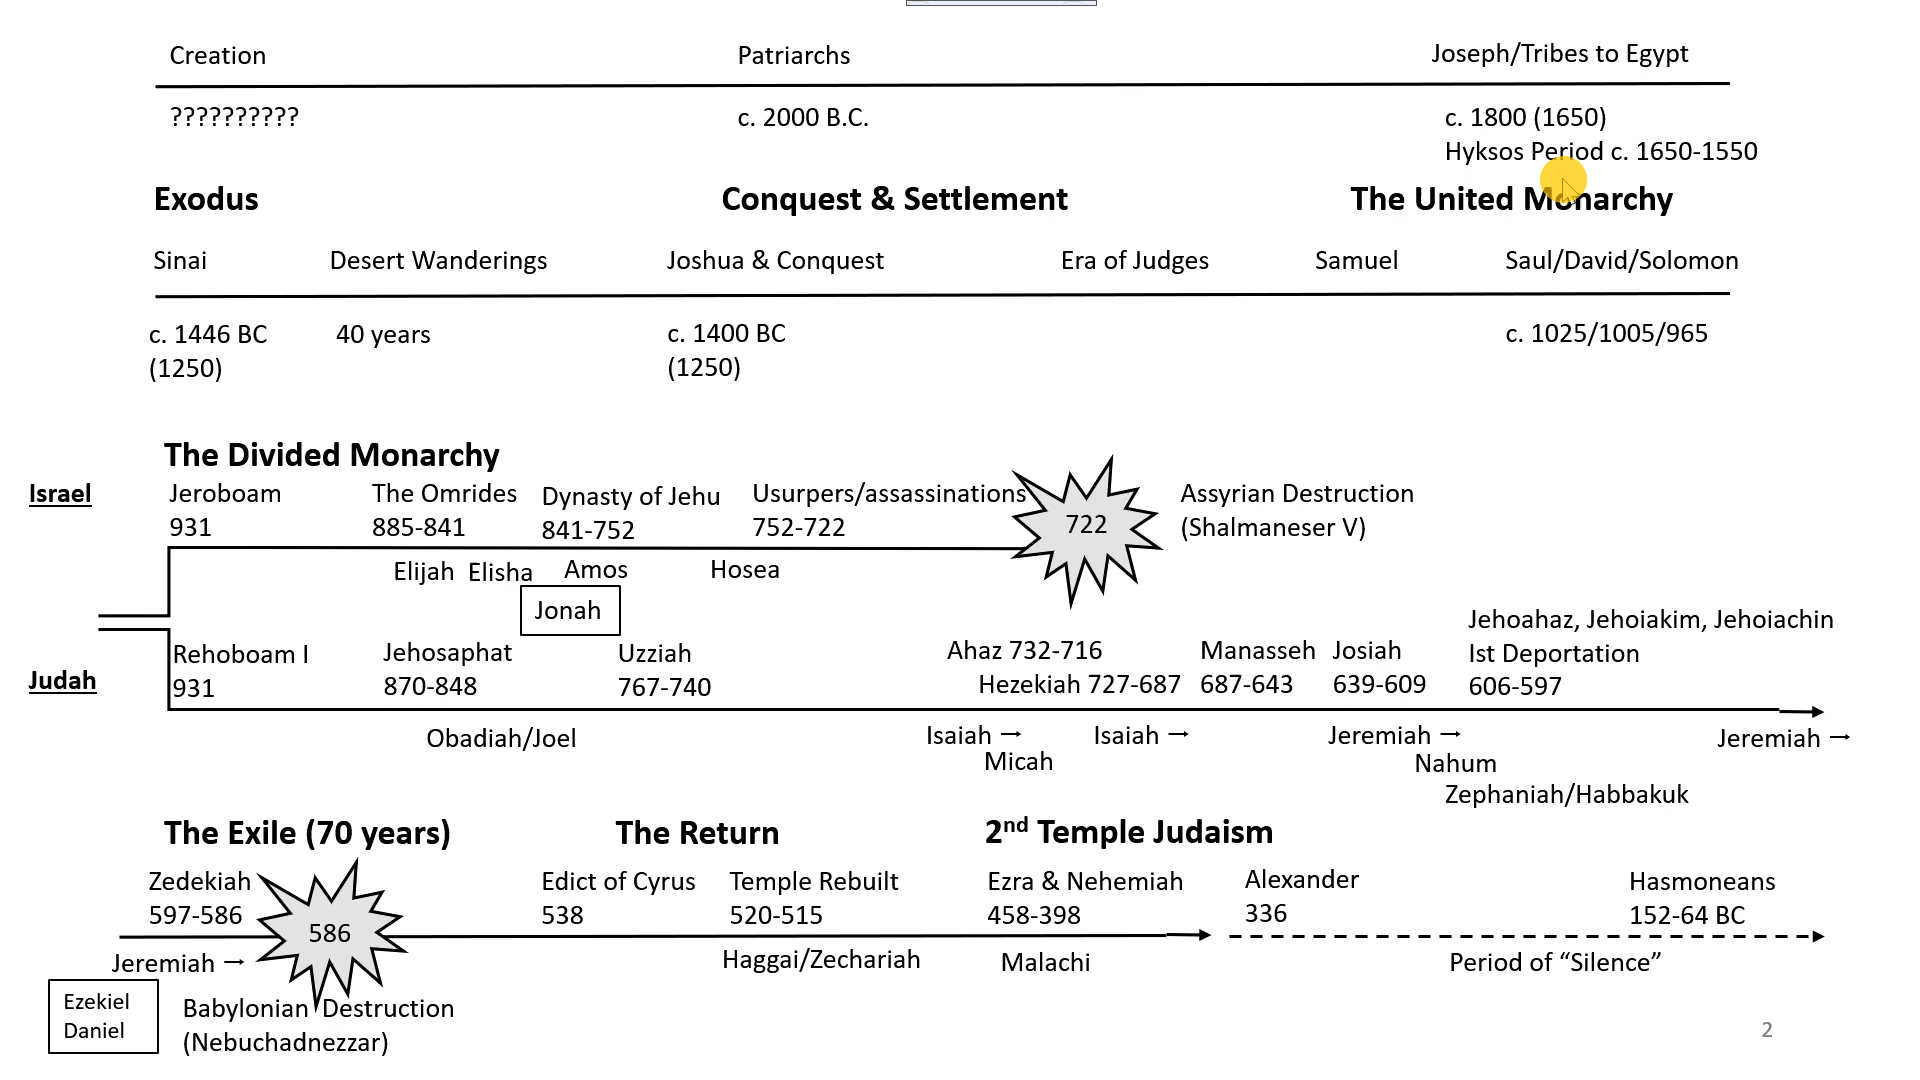 Creation Patriarchs Joseph/Tribes to Egypt
?????????? c. 2000 B.C. c. 1800 (1650)
Hyksos Period c. 1650-1550
Exodus Conquest & Settlement The United Monarchy
Sinai Desert Wanderings Joshua & Conquest Era of Judges Samuel Saul/David/Solomon
c. 1446 BC 40 years c. 1400 BC c. 1025/1005/965
(1250) (1250)
The Divided Monarchy
Israel Jeroboam The Omrides Dynasty of Jehu Usurpers/assassinations Assyrian Destruction
931 885-841 841-752 752-722 722 (Shalmaneser V)
Elijah Elisha Amos Hosea
Jonah
Jehoahaz, Jehoiakim, Jehoiachin
Rehoboam I Jehosaphat Uzziah Ahaz 732-716 Manasseh Josiah Ist Deportation
Judah 931 870-848 767-740 Hezekiah 727-687 687-643 639-609 606-597
Obadiah/Joel Isaiah → Isaiah → Jeremiah → Jeremiah →
Micah Nahum
Zephaniah/Habbakuk
The Exile (70 years) The Return 2nd Temple Judaism
Zedekiah Edict of Cyrus Temple Rebuilt Ezra & Nehemiah Alexander Hasmoneans
597-586 538 520-515 458-398 336 152-64 BC
586
Jeremiah → Haggai/Zechariah Malachi Period of “Silence”
Ezekiel Babylonian Destruction
Daniel (Nebuchadnezzar)
2